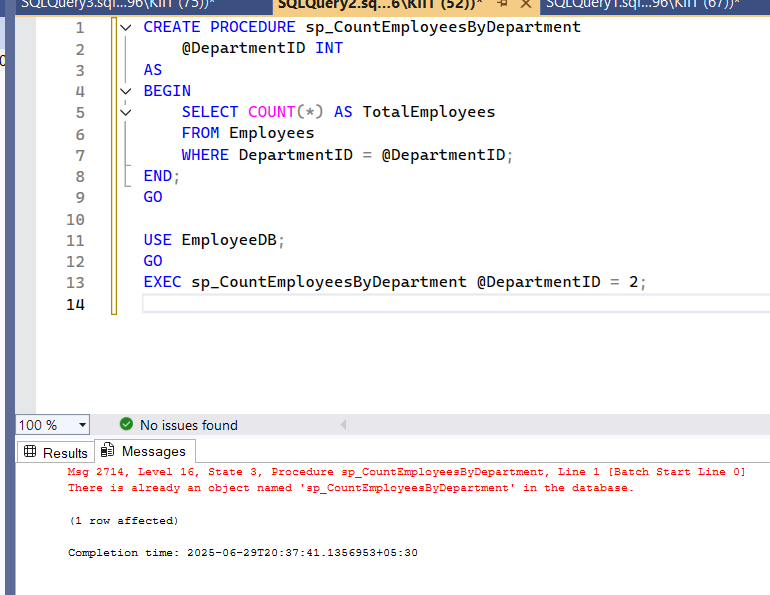 SQLQuery3.sql...96\KIIT (75))*
SQLQuery2.sq...6\KIIT (52))*
SQLQuery1.sql...96\KIIT (67))*
1 CREATE PROCEDURE sp_CountEmployeesByDepartment
2 @DepartmentID INT
3 AS
4 BEGIN
5 SELECT COUNT(*) AS TotalEmployees
6 FROM Employees
7 WHERE DepartmentID = @DepartmentID;
8 END;
9 GO
10
11 USE EmployeeDB;
12 GO
13 EXEC sp_CountEmployeesByDepartment @DepartmentID = 2;
14
100 %
No issues found
Results
Messages
Msg 2714, Level 16, State 3, Procedure sp_CountEmployeesByDepartment, Line 1 [Batch Start Line 0]
There is already an object named 'sp_CountEmployeesByDepartment' in the database.
(1 row affected)
Completion time: 2025-06-29T20:37:41.1356953+05:30